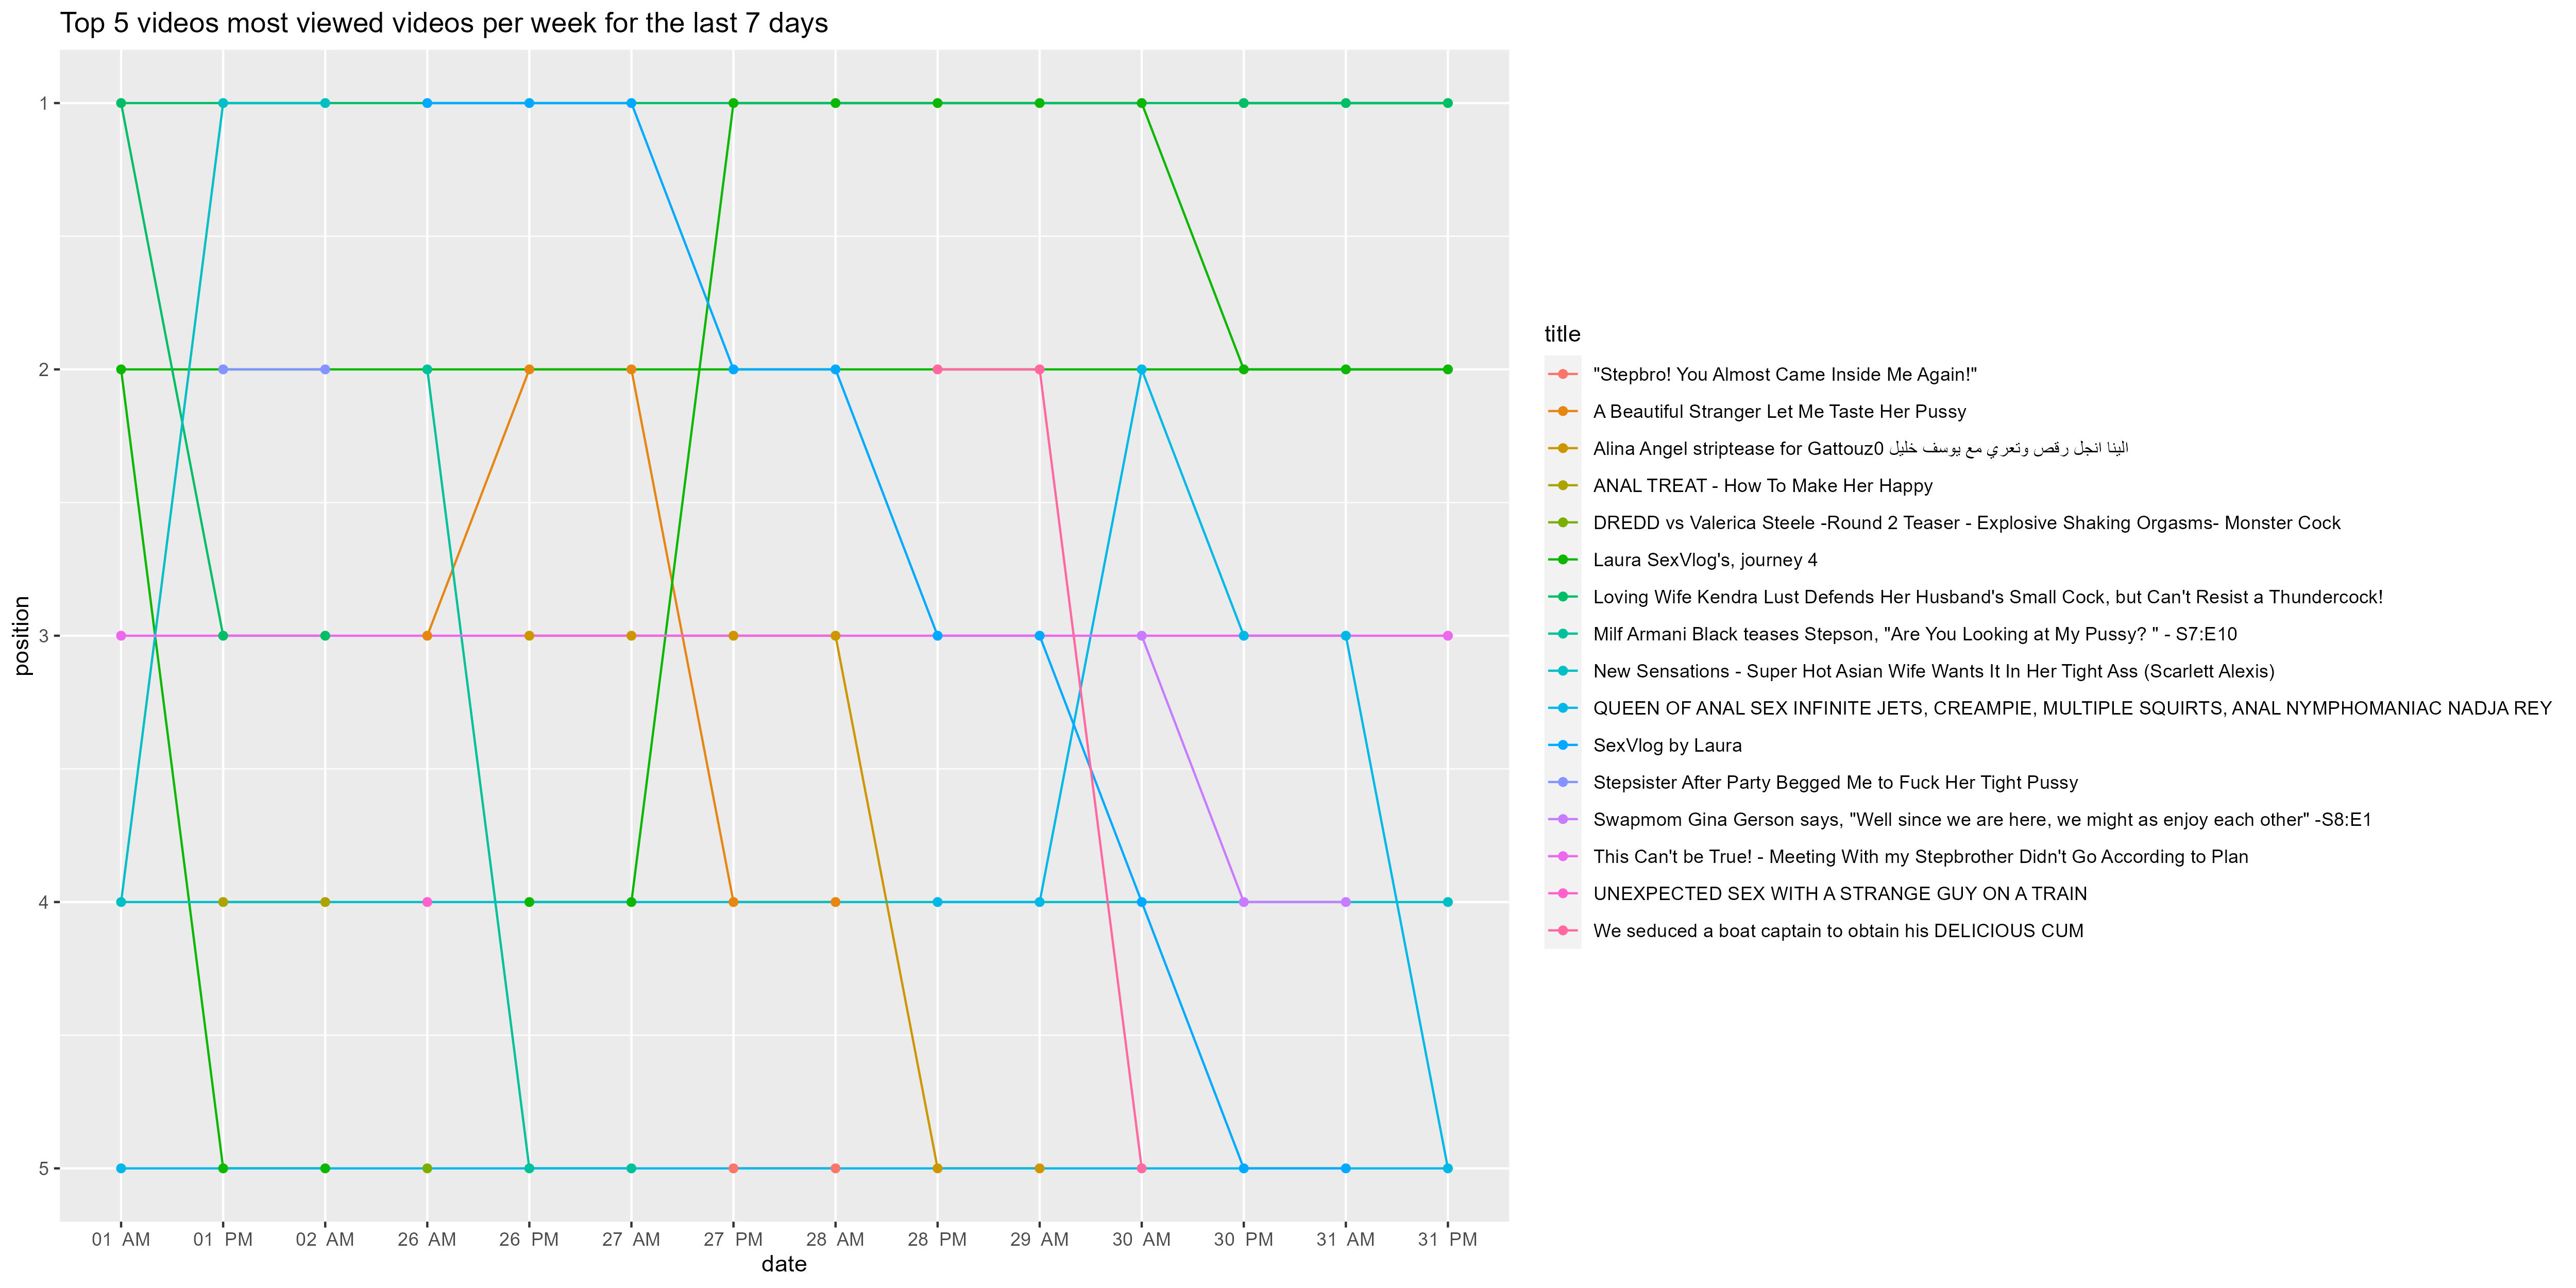 Top 5 videos most viewed videos per week for the last 7 days
position
1
2
3
4
5
01 AM
01 PM
02 AM
26 AM
26 PM
27 AM
27 PM
28 AM
28 PM
29 AM
30 AM
30 PM
31 AM
31 PM
date
title
"Stepbro! You Almost Came Inside Me Again!"
A Beautiful Stranger Let Me Taste Her Pussy
Alina Angel striptease for Gattouz0 الينا انجل رقص وتعري مع يوسف خليل
ANAL TREAT - How To Make Her Happy
DREDD vs Valerica Steele -Round 2 Teaser - Explosive Shaking Orgasms- Monster Cock
Laura SexVlog's, journey 4
Loving Wife Kendra Lust Defends Her Husband's Small Cock, but Can't Resist a Thundercock!
Milf Armani Black teases Stepson, "Are You Looking at My Pussy? " - S7:E10
New Sensations - Super Hot Asian Wife Wants It In Her Tight Ass (Scarlett Alexis)
QUEEN OF ANAL SEX INFINITE JETS, CREAMPIE, MULTIPLE SQUIRTS, ANAL NYMPHOMANIAC NADJA REY
SexVlog by Laura
Stepsister After Party Begged Me to Fuck Her Tight Pussy
Swapmom Gina Gerson says, "Well since we are here, we might as enjoy each other" -S8:E1
This Can't be True! - Meeting With my Stepbrother Didn't Go According to Plan
UNEXPECTED SEX WITH A STRANGE GUY ON A TRAIN
We seduced a boat captain to obtain his DELICIOUS CUM